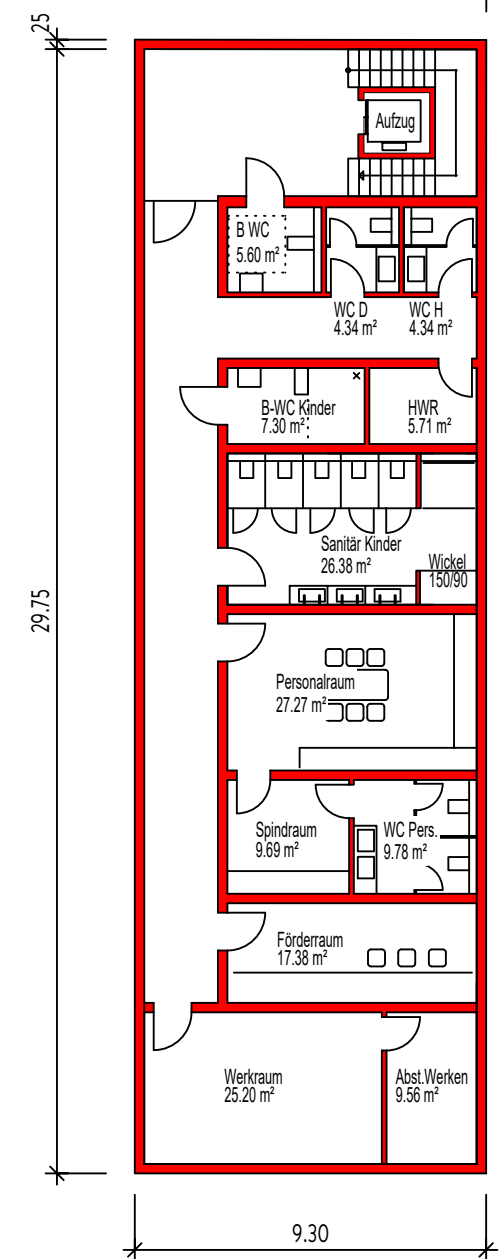 25
Aufzug
B WC
5.60 m²
WC D
4.34 m²
WC H
4.34 m²
B-WC Kinder
7.30 m²
HWR
5.71 m²
Sanitär Kinder
26.38 m²
Wickel
150/90
29.75
Personalraum
27.27 m²
Spindraum
9.69 m²
WC Pers.
9.78 m²
Förderraum
17.38 m²
Werkraum
25.20 m²
Abst.Werken
9.56 m²
9.30